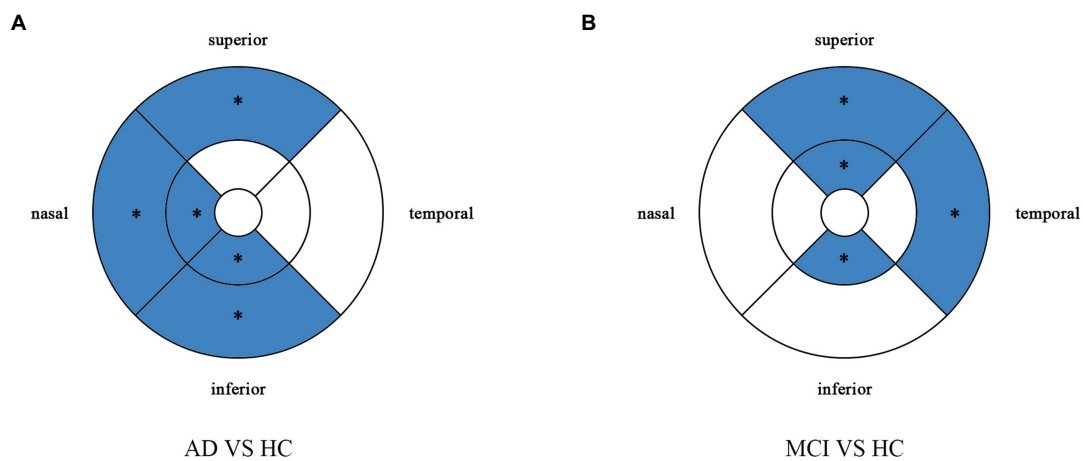 A
superior
*
nasal
*
*
temporal
*
*
inferior
AD VS HC
B
superior
*
*
nasal
*
temporal
*
inferior
MCI VS HC